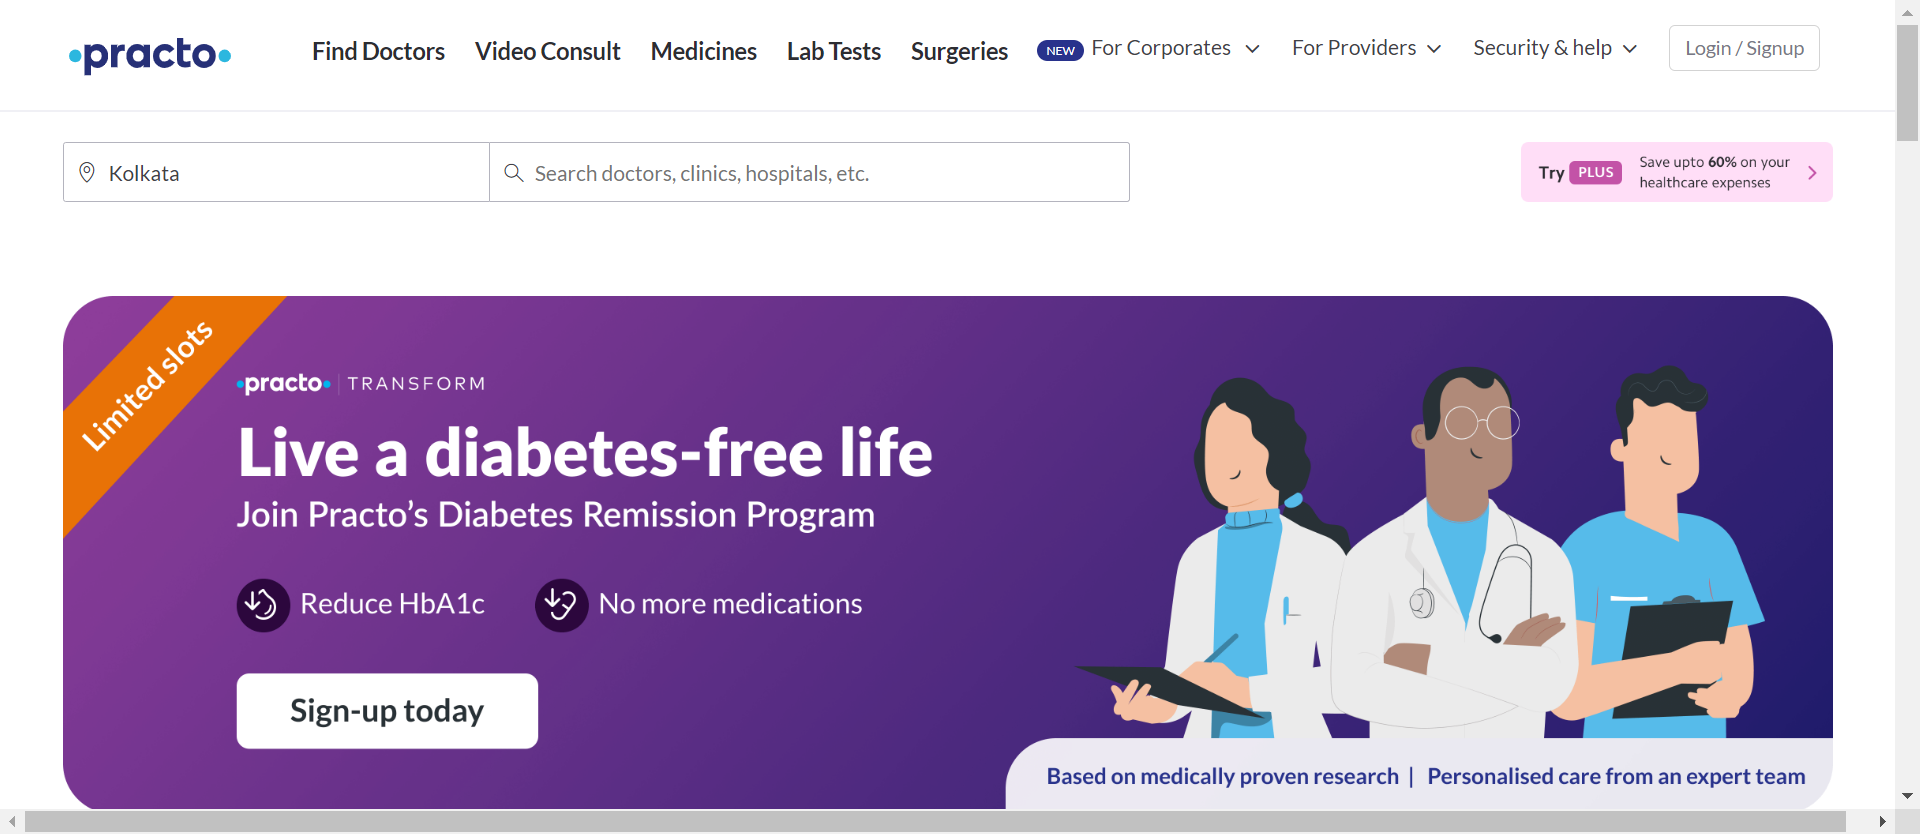 practo
Find Doctors
Video Consult
Medicines
Lab Tests
Surgeries
NEW For Corporates
For Providers
Security & help
Login / Signup
Kolkata
Search doctors, clinics, hospitals, etc.
Try PLUS
Save upto 60% on your
healthcare expenses
Limited slots
practo | TRANSFORM
Live a diabetes-free life
Join Practo’s Diabetes Remission Program
Reduce HbA1c
No more medications
Sign-up today
Based on medically proven research | Personalised care from an expert team